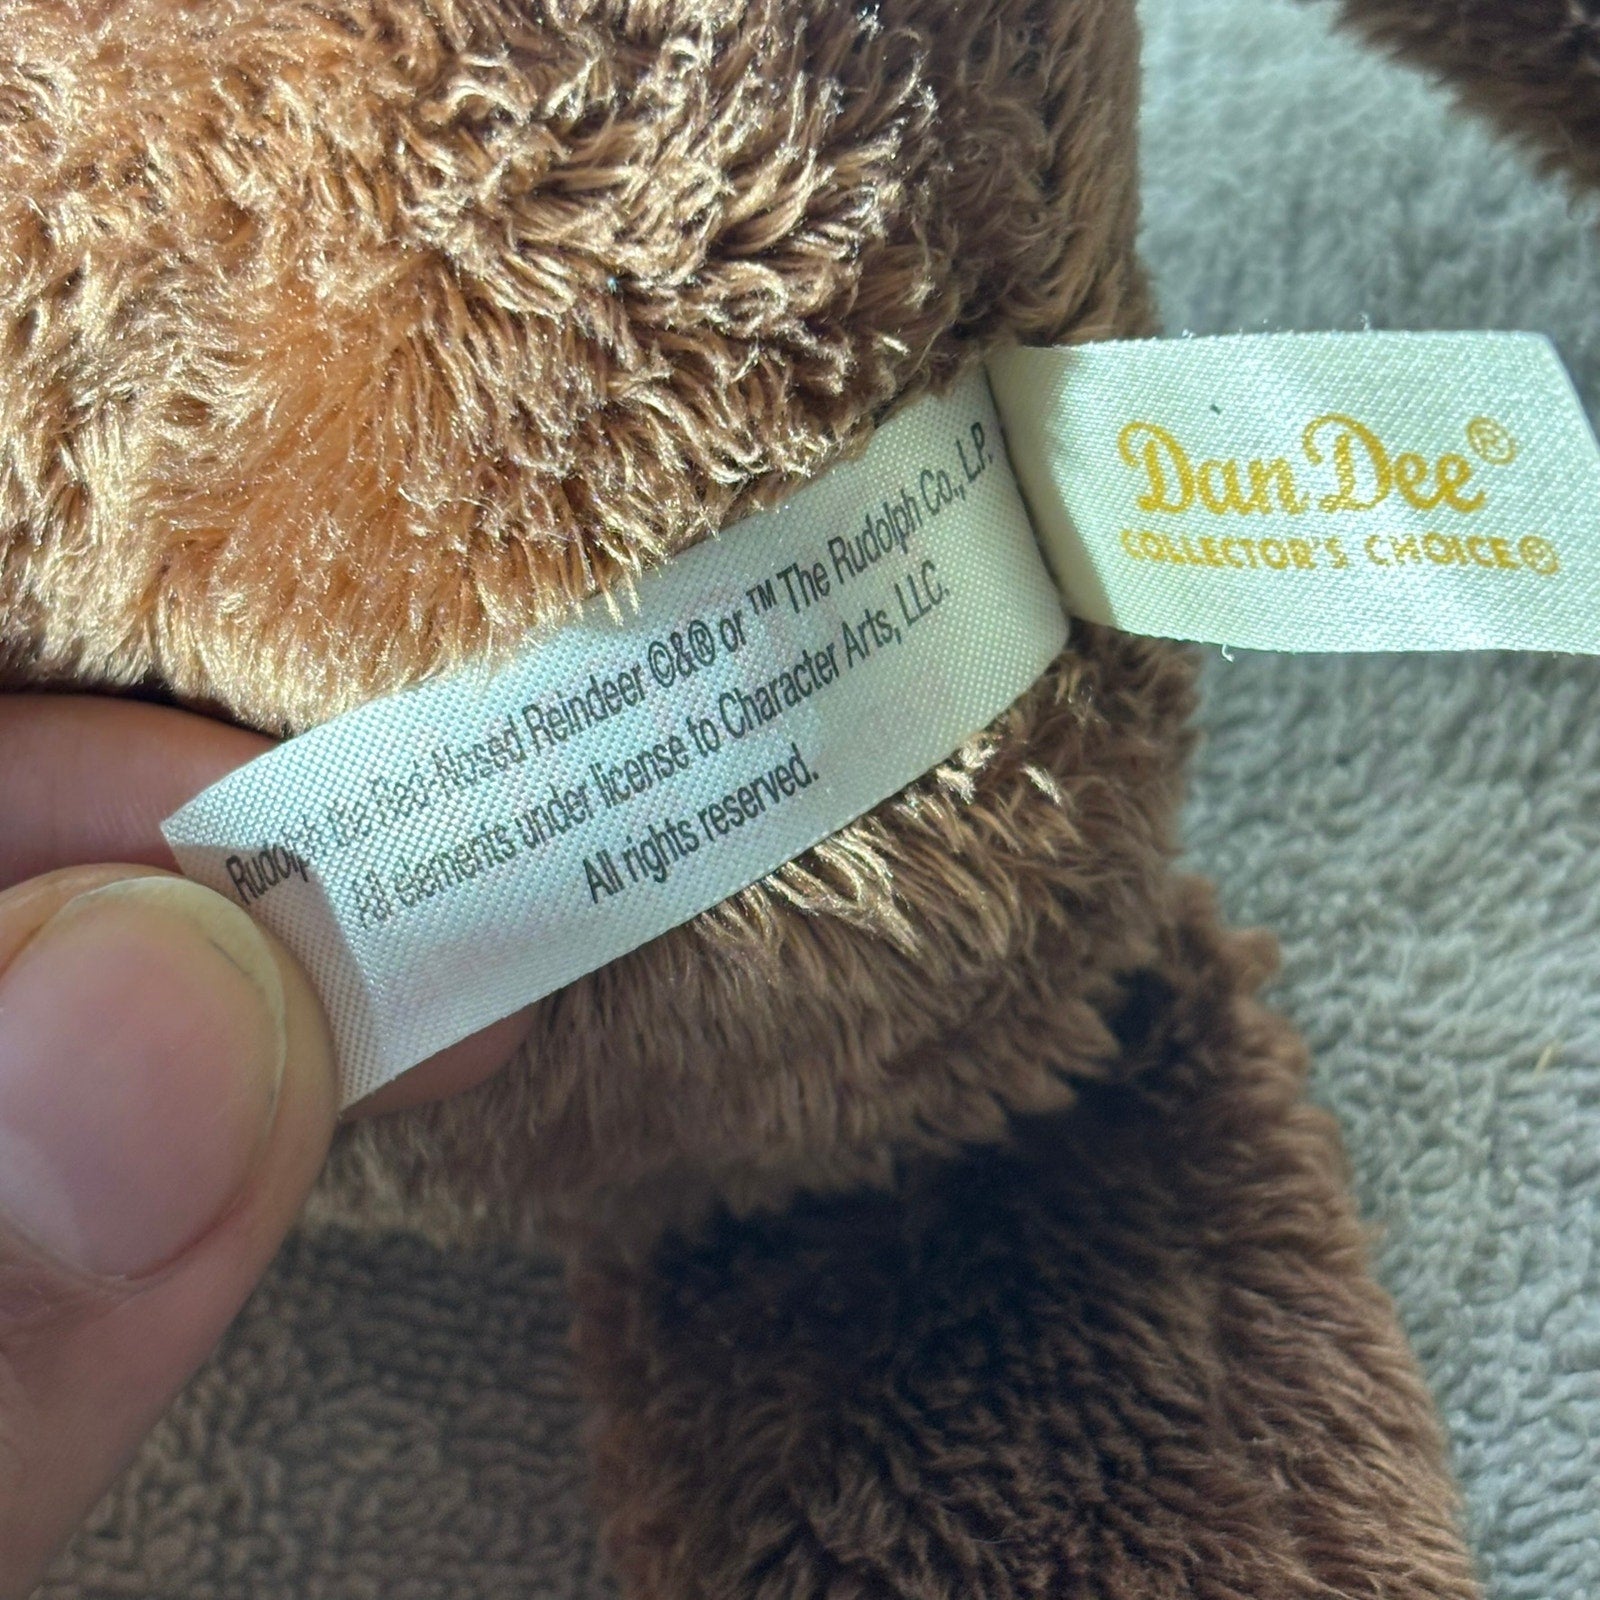 Rudolph the Red-Nosed Reindeer ©&® or ™ The Rudolph Co., L.P.
All elements under license to Character Arts, LLC.
All rights reserved.
Dan Dee®
COLLECTOR'S CHOICE®